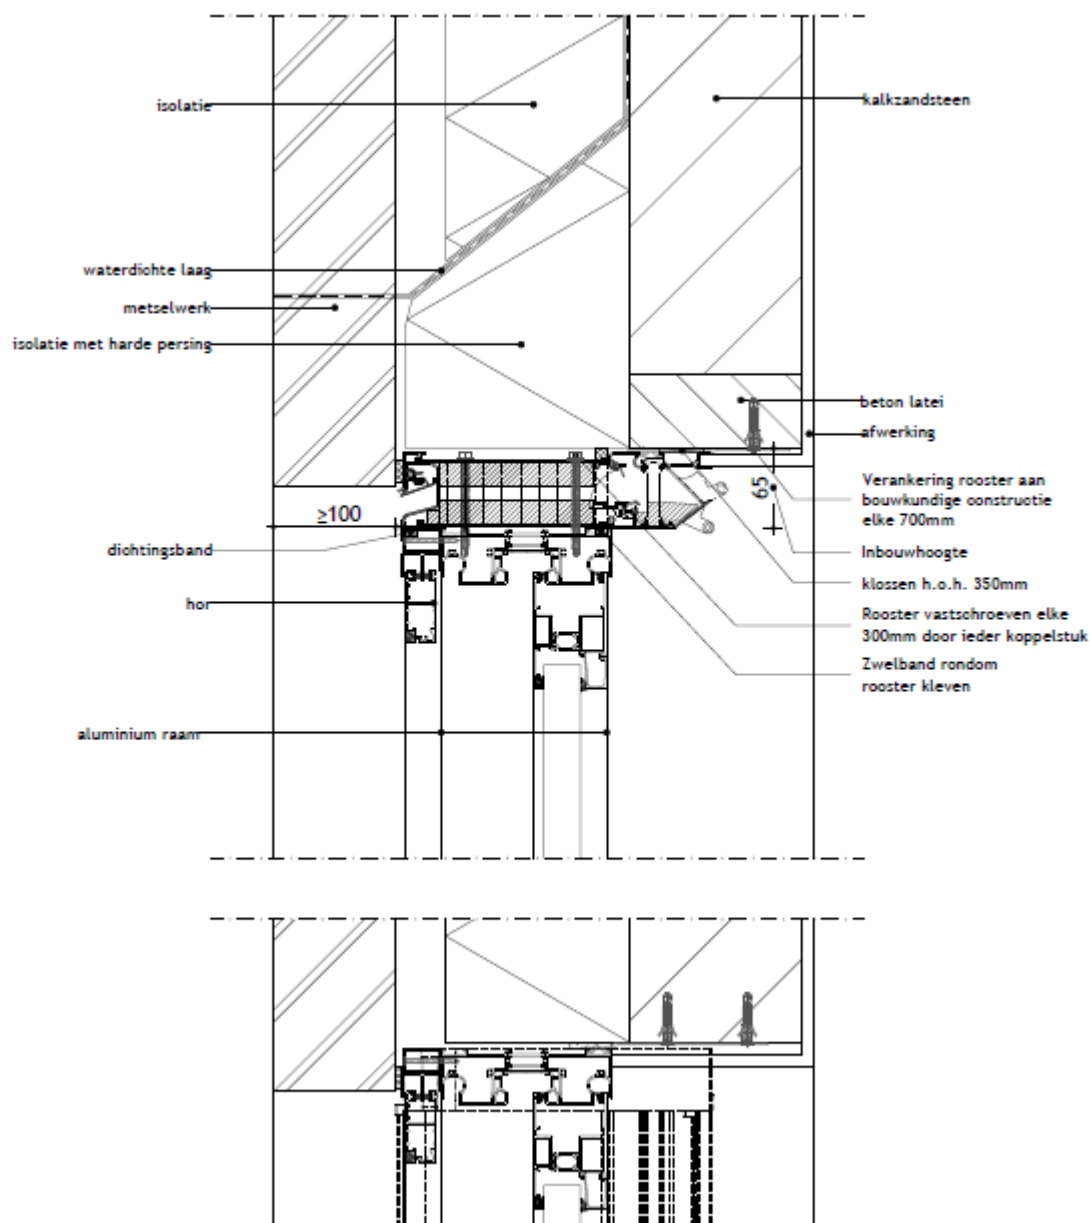 isolatie
kalkzandsteen
waterdichte laag
metselwerk
isolatie met harde persing
beton latei
afwerking
65
Verankering rooster aan
bouwkundige constructie
elke 700mm
≥100
dichtingsband
Inbouwhoogte
klossen h.o.h. 350mm
hor
Rooster vastschroeven elke
300mm door ieder koppelstuk
Zwelband rondom
rooster kleven
aluminium raam